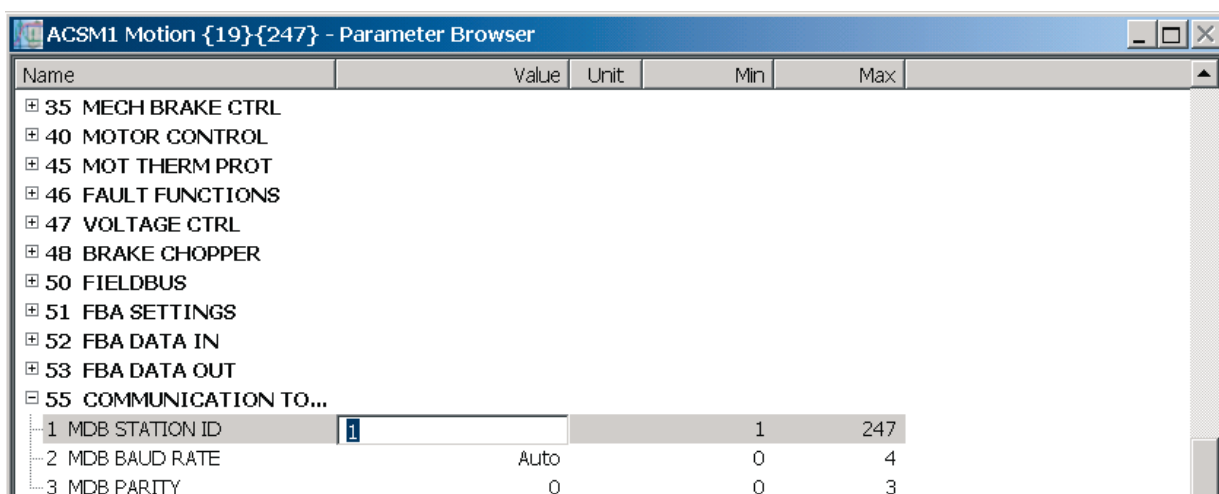 ACSM1 Motion {19}{247} - Parameter Browser
Name Value Unit Min Max
35 MECH BRAKE CTRL
40 MOTOR CONTROL
45 MOT THERM PROT
46 FAULT FUNCTIONS
47 VOLTAGE CTRL
48 BRAKE CHOPPER
50 FIELDBUS
51 FBA SETTINGS
52 FBA DATA IN
53 FBA DATA OUT
55 COMMUNICATION TO...
1 MDB STATION ID 1 1 247
2 MDB BAUD RATE Auto 0 4
3 MDB PARITY 0 0 3